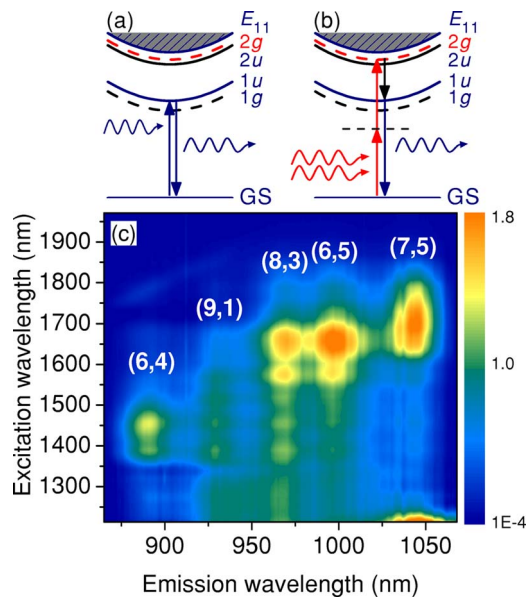 (a)
E11
2g
2u
1u
1g
GS
(b)
E11
2g
2u
1u
1g
GS
(c)
Excitation wavelength (nm)
1900
1800
1700
1600
1500
1400
1300
(6,4)
(9,1)
(8,3)
(6,5)
(7,5)
1.8
1.0
1E-4
900
950
1000
1050
Emission wavelength (nm)